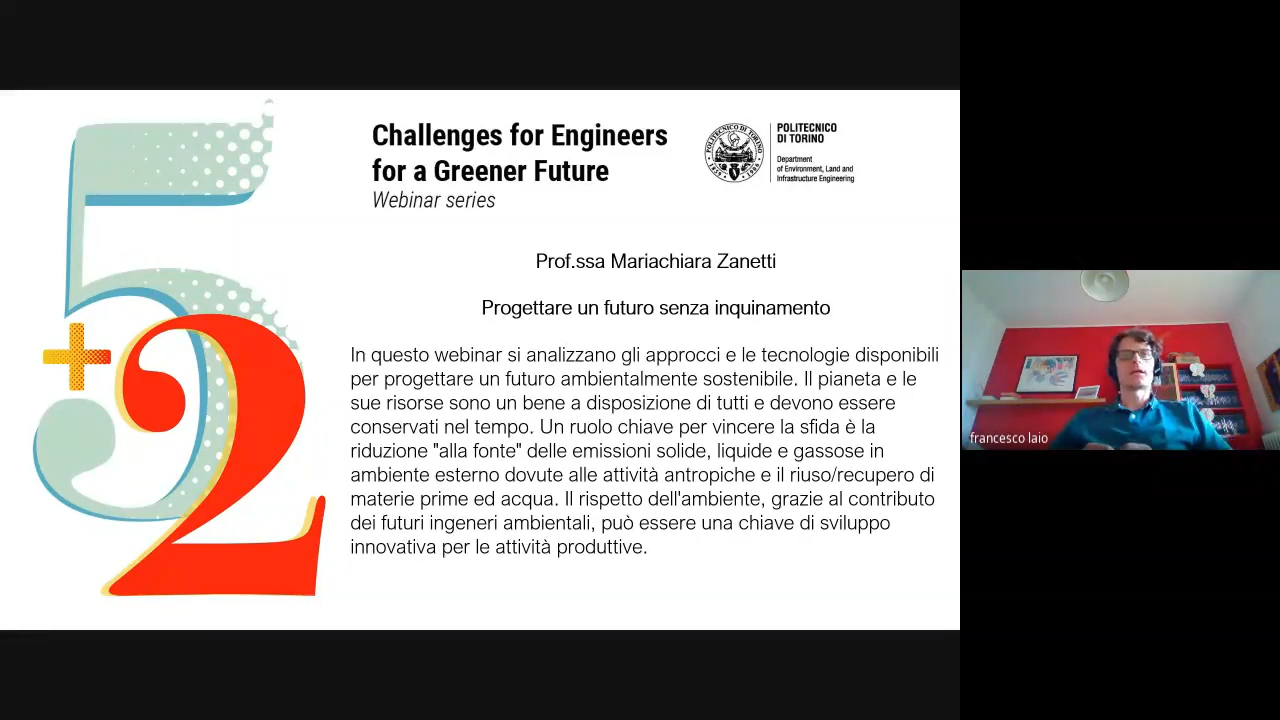 5
+
2
Challenges for Engineers
for a Greener Future
Webinar series
POLITECNICO DI TORINO
1859
1906
POLITECNICO
DI TORINO
Department
of Environment, Land and
Infrastructure Engineering
Prof.ssa Mariachiara Zanetti
Progettare un futuro senza inquinamento
In questo webinar si analizzano gli approcci e le tecnologie disponibili
per progettare un futuro ambientalmente sostenibile. Il pianeta e le
sue risorse sono un bene a disposizione di tutti e devono essere
conservati nel tempo. Un ruolo chiave per vincere la sfida è la
riduzione "alla fonte" delle emissioni solide, liquide e gassose in
ambiente esterno dovute alle attività antropiche e il riuso/recupero di
materie prime ed acqua. Il rispetto dell'ambiente, grazie al contributo
dei futuri ingeneri ambientali, può essere una chiave di sviluppo
innovativa per le attività produttive.
francesco laio